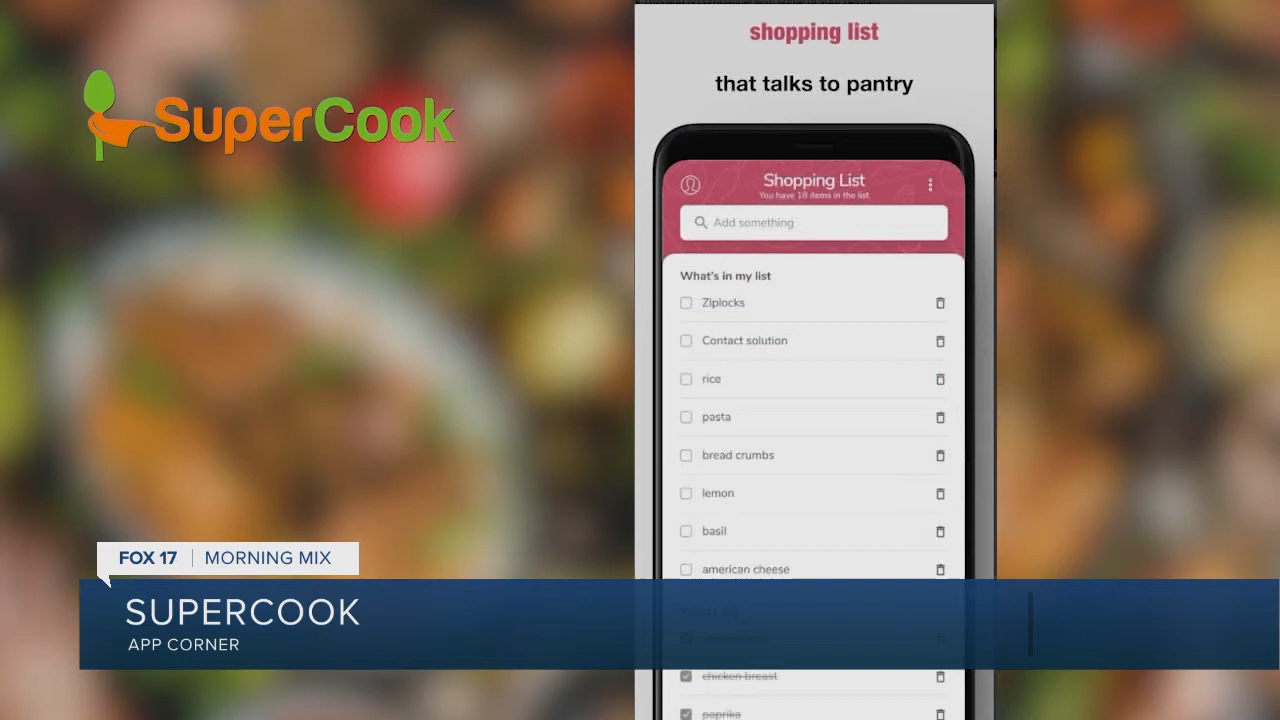 SuperCook
shopping list
that talks to pantry
Shopping List
You have 18 items in the list.
Add something
What's in my list
Ziplocks
Contact solution
rice
pasta
bread crumbs
lemon
basil
american cheese
chicken breast
paprika
FOX 17 MORNING MIX
SUPERCOOK
APP CORNER